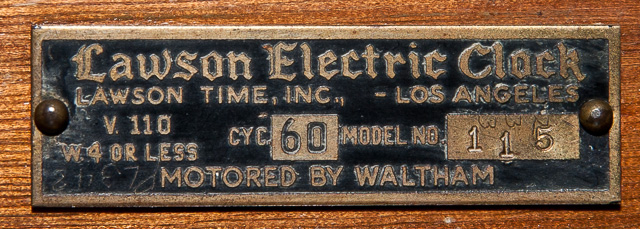 Lawson Electric Clock
LAWSON TIME, INC., - LOS ANGELES
V. 110 CYC. 60 MODEL NO. 115
W. 4 OR LESS
MOTORED BY WALTHAM